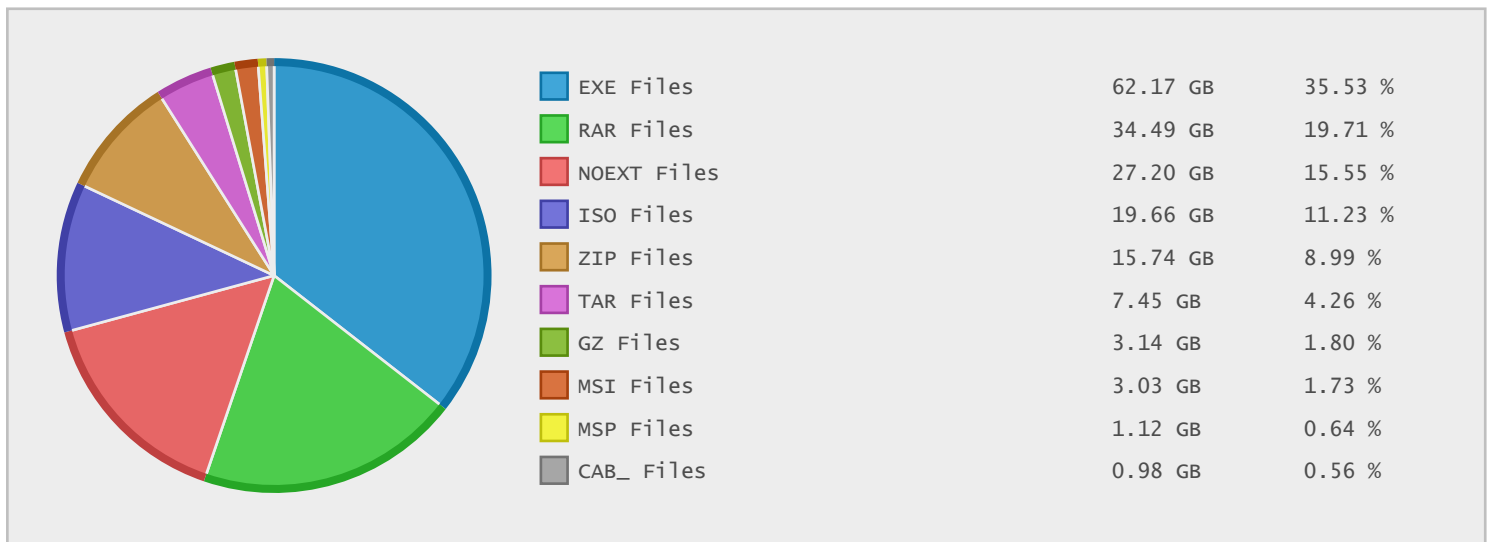 EXE Files 62.17 GB 35.53 %
RAR Files 34.49 GB 19.71 %
NOEXT Files 27.20 GB 15.55 %
ISO Files 19.66 GB 11.23 %
ZIP Files 15.74 GB 8.99 %
TAR Files 7.45 GB 4.26 %
GZ Files 3.14 GB 1.80 %
MSI Files 3.03 GB 1.73 %
MSP Files 1.12 GB 0.64 %
CAB_ Files 0.98 GB 0.56 %